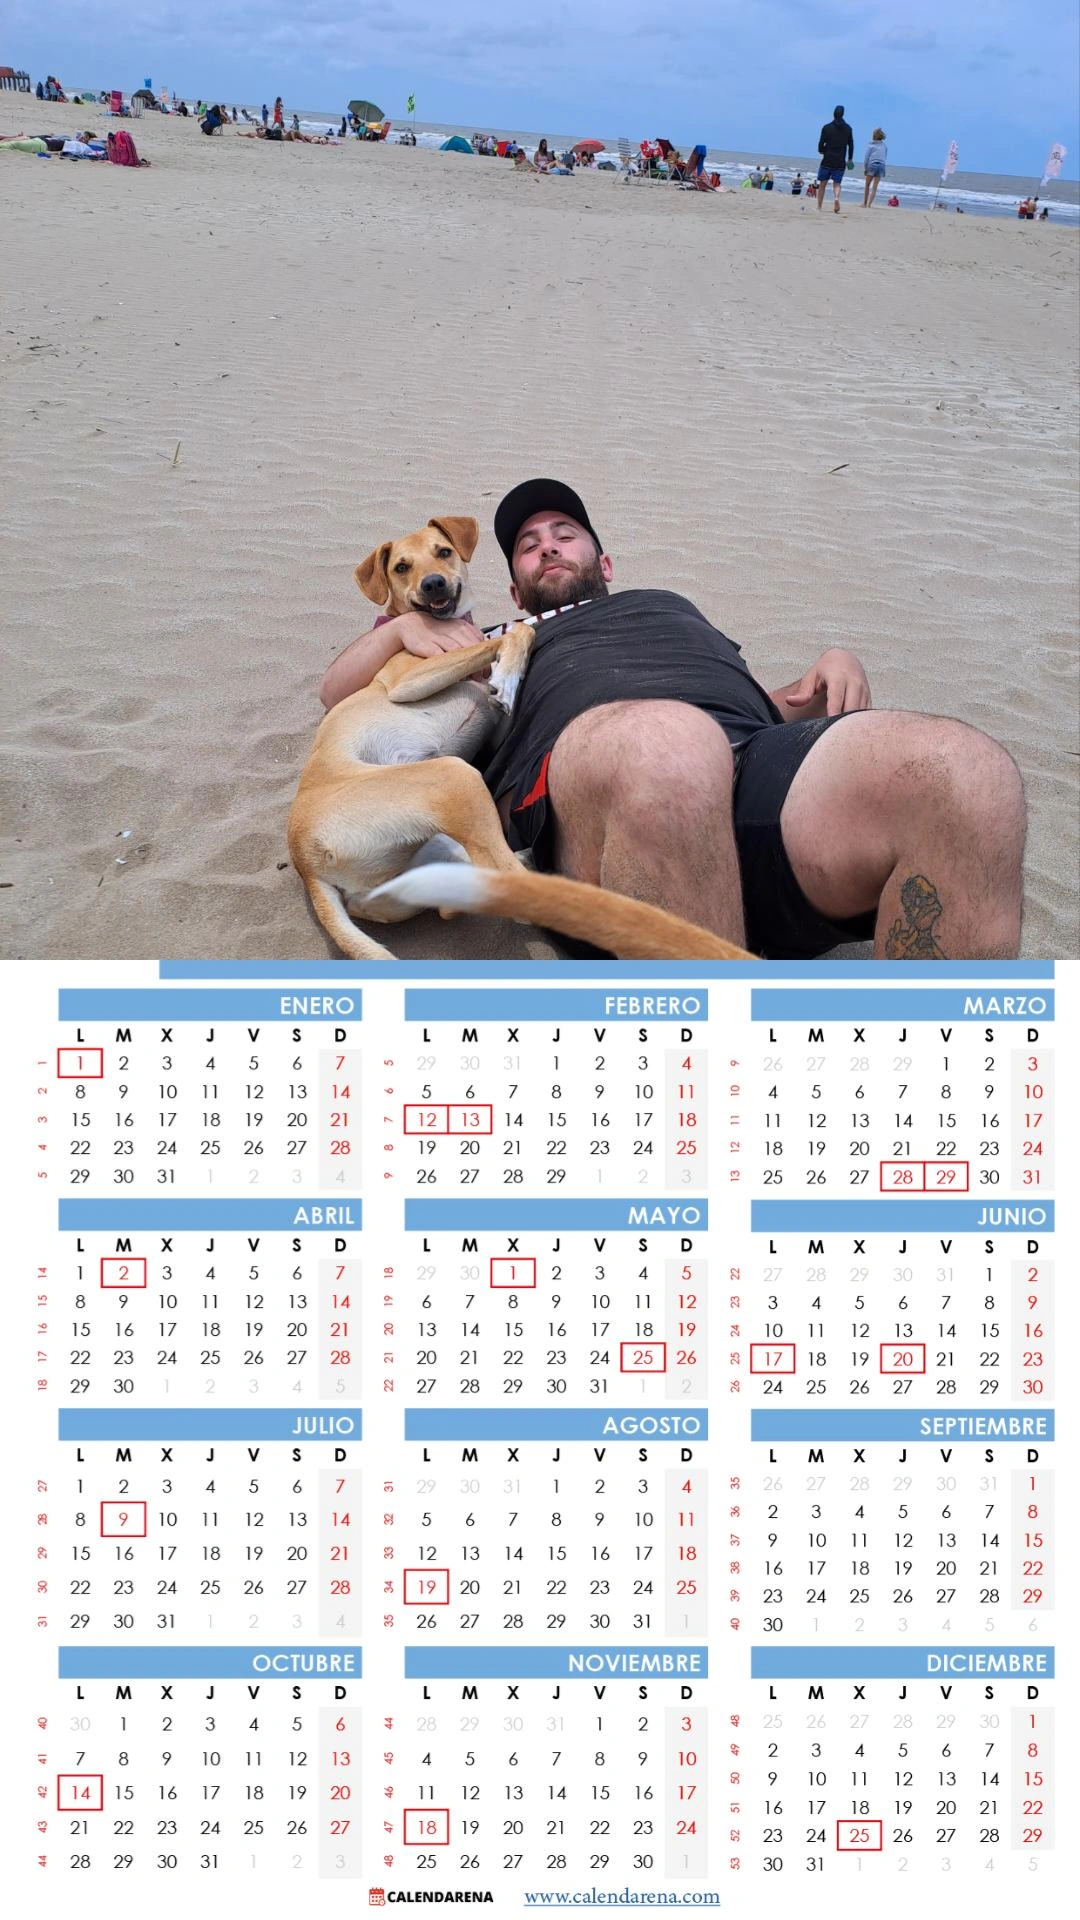 ENERO
L M X J V S D
1 1 2 3 4 5 6 7
2 8 9 10 11 12 13 14
3 15 16 17 18 19 20 21
4 22 23 24 25 26 27 28
5 29 30 31 1 2 3 4
FEBRERO
L M X J V S D
5 29 30 31 1 2 3 4
6 5 6 7 8 9 10 11
7 12 13 14 15 16 17 18
8 19 20 21 22 23 24 25
9 26 27 28 29 1 2 3
MARZO
L M X J V S D
9 26 27 28 29 1 2 3
10 4 5 6 7 8 9 10
11 11 12 13 14 15 16 17
12 18 19 20 21 22 23 24
13 25 26 27 28 29 30 31
ABRIL
L M X J V S D
14 1 2 3 4 5 6 7
15 8 9 10 11 12 13 14
16 15 16 17 18 19 20 21
17 22 23 24 25 26 27 28
18 29 30 1 2 3 4 5
MAYO
L M X J V S D
18 29 30 1 2 3 4 5
19 6 7 8 9 10 11 12
20 13 14 15 16 17 18 19
21 20 21 22 23 24 25 26
22 27 28 29 30 31 1 2
JUNIO
L M X J V S D
22 27 28 29 30 31 1 2
23 3 4 5 6 7 8 9
24 10 11 12 13 14 15 16
25 17 18 19 20 21 22 23
26 24 25 26 27 28 29 30
JULIO
L M X J V S D
27 1 2 3 4 5 6 7
28 8 9 10 11 12 13 14
29 15 16 17 18 19 20 21
30 22 23 24 25 26 27 28
31 29 30 31 1 2 3 4
AGOSTO
L M X J V S D
31 29 30 31 1 2 3 4
32 5 6 7 8 9 10 11
33 12 13 14 15 16 17 18
34 19 20 21 22 23 24 25
35 26 27 28 29 30 31 1
SEPTIEMBRE
L M X J V S D
35 26 27 28 29 30 31 1
36 2 3 4 5 6 7 8
37 9 10 11 12 13 14 15
38 16 17 18 19 20 21 22
39 23 24 25 26 27 28 29
40 30 1 2 3 4 5 6
OCTUBRE
L M X J V S D
40 30 1 2 3 4 5 6
41 7 8 9 10 11 12 13
42 14 15 16 17 18 19 20
43 21 22 23 24 25 26 27
44 28 29 30 31 1 2 3
NOVIEMBRE
L M X J V S D
44 28 29 30 31 1 2 3
45 4 5 6 7 8 9 10
46 11 12 13 14 15 16 17
47 18 19 20 21 22 23 24
48 25 26 27 28 29 30 1
DICIEMBRE
L M X J V S D
48 25 26 27 28 29 30 1
49 2 3 4 5 6 7 8
50 9 10 11 12 13 14 15
51 16 17 18 19 20 21 22
52 23 24 25 26 27 28 29
53 30 31 1 2 3 4 5
CALENDARENA www.calendarena.com